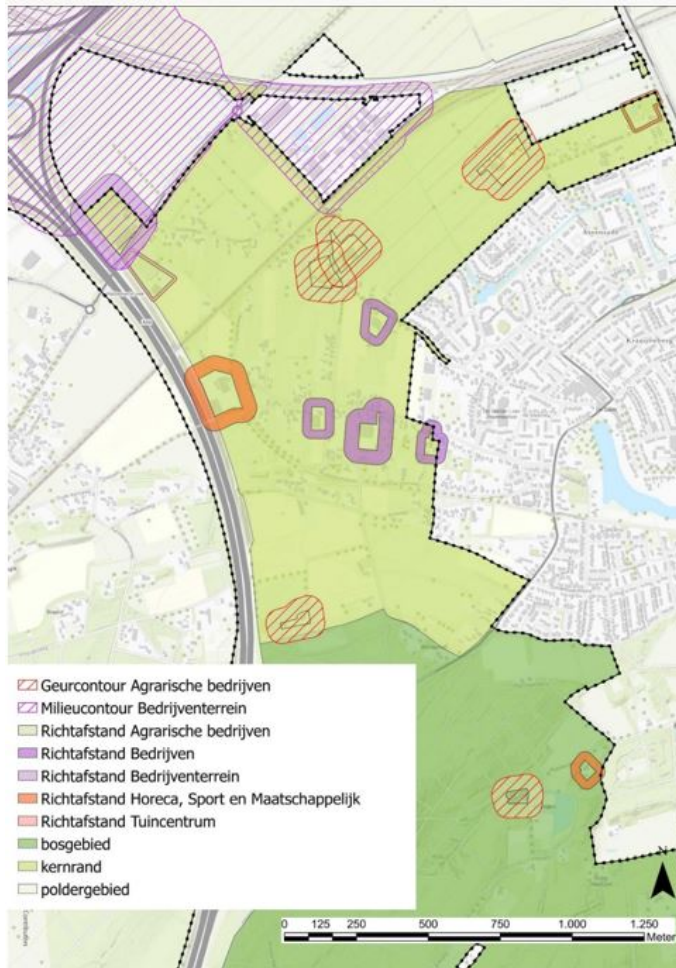 Geurcontour Agrarische bedrijven
Milieucontour Bedrijventerrein
Richtafstand Agrarische bedrijven
Richtafstand Bedrijven
Richtafstand Bedrijventerrein
Richtafstand Horeca, Sport en Maatschappelijk
Richtafstand Tuincentrum
bosgebied
kernrand
poldergebied
N
0 125 250 500 750 1.000 1.250
Meter